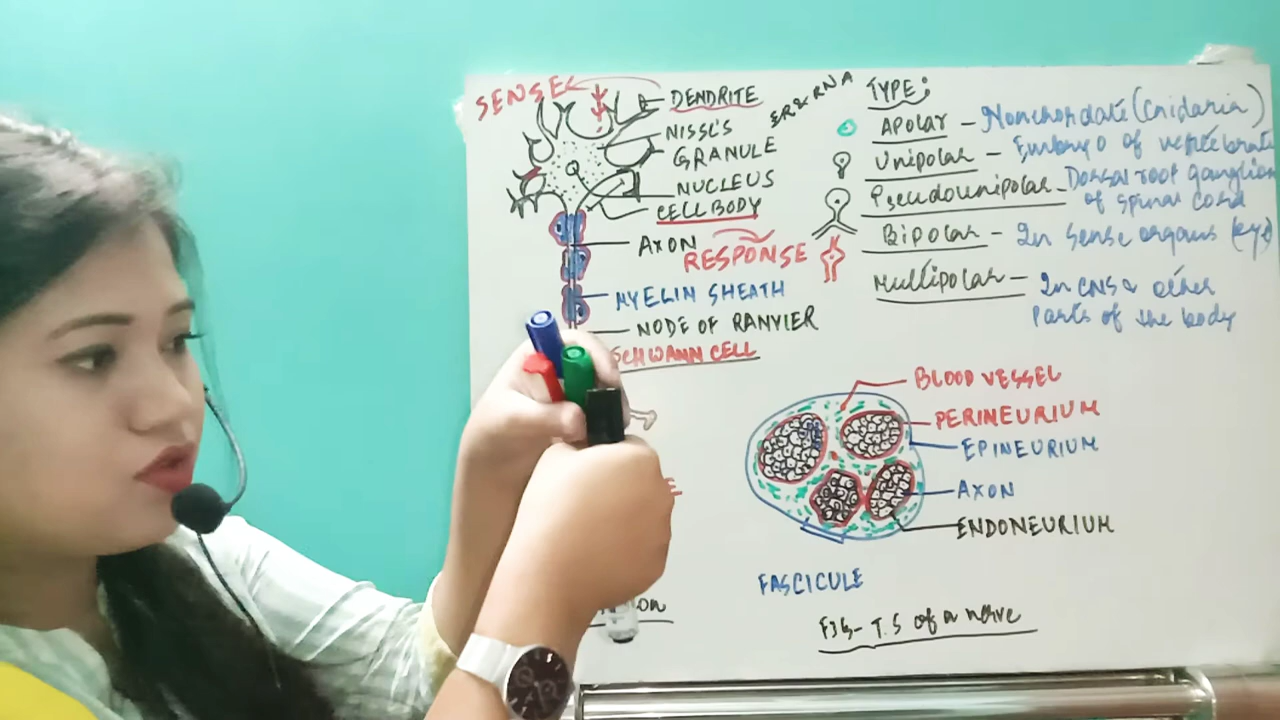 SENSE
DENDRITE
ER & RNA
NISSL'S
GRANULE
NUCLEUS
CELL BODY
AXON
RESPONSE
MYELIN SHEATH
NODE OF RANVIER
SCHWANN CELL
TYPE:
APOLAR - Nonchordate (Cnidaria)
Unipolar - Embryo of vertebrate
Pseudounipolar - Dorsal root ganglion
of spinal cord
Bipolar - In sense organs (eye)
Multipolar - In CNS & other
parts of the body
BLOOD VESSEL
PERINEURIUM
EPINEURIUM
AXON
ENDONEURIUM
FASCICULE
FIG- T.S of a nerve